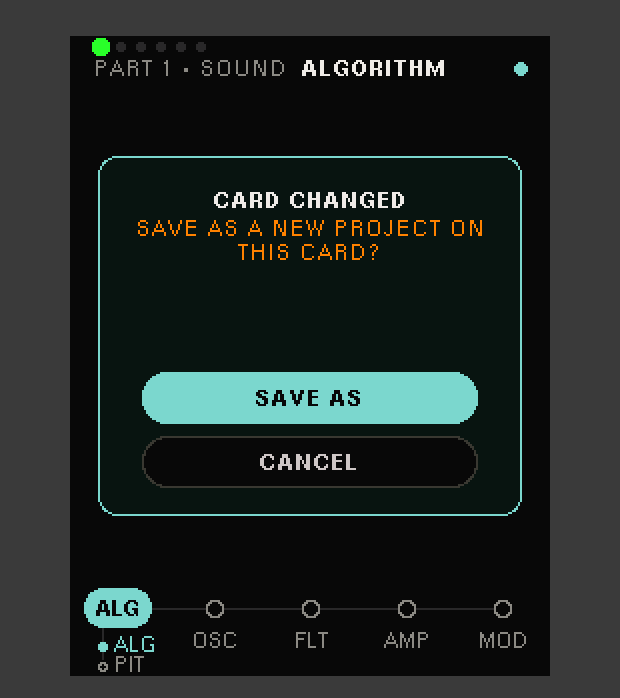 PART 1 · SOUND ALGORITHM
CARD CHANGED
SAVE AS A NEW PROJECT ON
THIS CARD?
SAVE AS
CANCEL
ALG OSC FLT AMP MOD
ALG
PIT